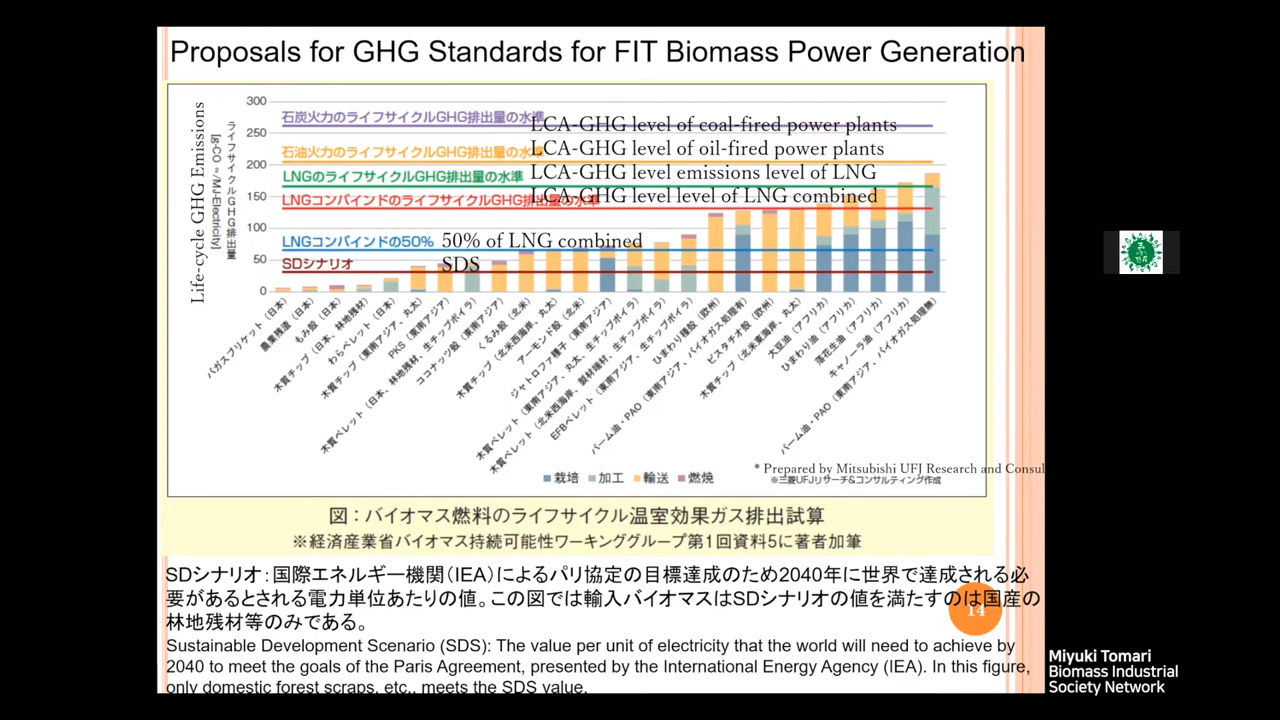 Proposals for GHG Standards for FIT Biomass Power Generation
Life-cycle GHG Emissions
ライフサイクルGHG排出量
300
250
200
150
100
50
0
石炭火力のライフサイクルGHG排出量の水準
LCA-GHG level of coal-fired power plants
石油火力のライフサイクルGHG排出量の水準
LCA-GHG level of oil-fired power plants
LNGのライフサイクルGHG排出量の水準
LCA-GHG level emissions level of LNG
LNGコンバインドのライフサイクルGHG排出量の水準
LCA-GHG level level of LNG combined
LNGコンバインドの50%
50% of LNG combined
SDシナリオ
SDS
バガスブリケット（日本）
農業残渣（日本）
もみ殻（日本）
木質チップ（日本、林地残材）
わらペレット（日本）
木質チップ（東南アジア、丸太）
PKS（東南アジア）
木質ペレット（日本、林地残材、生チップボイラ）
ココナッツ殻（東南アジア）
くるみ殻（北米）
木質チップ（北米西海岸、丸太）
アーモンド殻（北米）
ジャトロファ種子（東南アジア）
木質ペレット（東南アジア、丸太、生チップボイラ）
木質ペレット（北米西海岸、製材端材、生チップボイラ）
EFBペレット（東南アジア、生チップボイラ）
ひまわり種殻（欧州）
パーム油・PAO（東南アジア、バイオガス処理有）
ピスタチオ殻（欧州）
木質チップ（北米東海岸、丸太）
大豆油（アフリカ）
ひまわり油（アフリカ）
落花生油（アフリカ）
キャノーラ油（アフリカ）
パーム油・PAO（東南アジア、バイオガス処理無）
栽培 加工 輸送 燃焼
* Prepared by Mitsubishi UFJ Research and Consul
※三菱UFJリサーチ&コンサルティング作成
図：バイオマス燃料のライフサイクル温室効果ガス排出試算
※経済産業省バイオマス持続可能性ワーキンググループ第1回資料5に著者加筆
SDシナリオ：国際エネルギー機関（IEA）によるパリ協定の目標達成のため2040年に世界で達成される必
要があるとされる電力単位あたりの値。この図では輸入バイオマスはSDシナリオの値を満たすのは国産の
林地残材等のみである。
14
Sustainable Development Scenario (SDS): The value per unit of electricity that the world will need to achieve by
2040 to meet the goals of the Paris Agreement, presented by the International Energy Agency (IEA). In this figure,
only domestic forest scraps, etc., meets the SDS value.
Miyuki Tomari
Biomass Industrial
Society Network